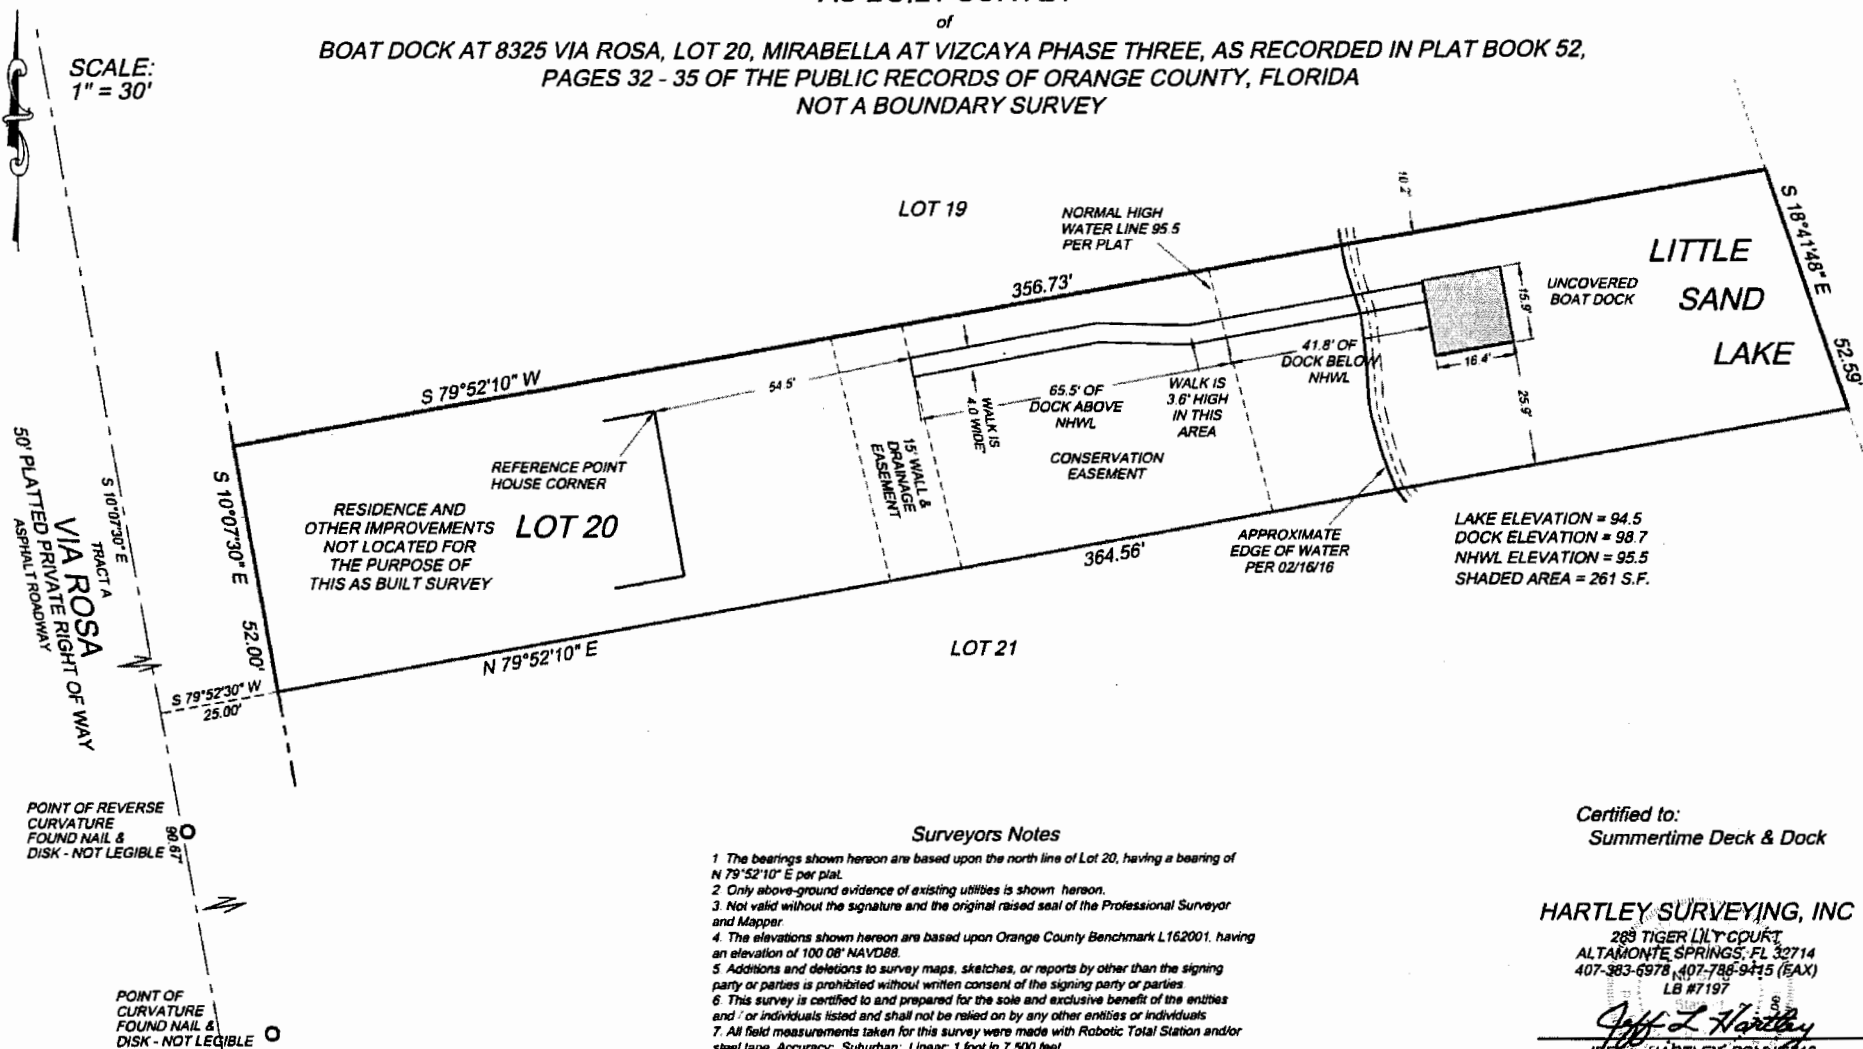 of
BOAT DOCK AT 8325 VIA ROSA, LOT 20, MIRABELLA AT VIZCAYA PHASE THREE, AS RECORDED IN PLAT BOOK 52,
PAGES 32 - 35 OF THE PUBLIC RECORDS OF ORANGE COUNTY, FLORIDA
NOT A BOUNDARY SURVEY
SCALE:
1" = 30'
LOT 19
NORMAL HIGH
WATER LINE 95.5
PER PLAT
10.2'
S 18°41'48" E
52.59'
LITTLE
SAND
LAKE
UNCOVERED
BOAT DOCK
15.9'
16.4'
25.9'
356.73'
S 79°52'10" W
54.5'
41.8' OF
DOCK BELOW
NHWL
65.5' OF
DOCK ABOVE
NHWL
WALK IS
4.0 WIDE
WALK IS
3.6' HIGH
IN THIS
AREA
CONSERVATION
EASEMENT
15' WALL &
DRAINAGE
EASEMENT
REFERENCE POINT
HOUSE CORNER
RESIDENCE AND
OTHER IMPROVEMENTS
NOT LOCATED FOR
THE PURPOSE OF
THIS AS BUILT SURVEY
LOT 20
S 10°07'30" E
52.00'
S 10°07'30" E
TRACT A
VIA ROSA
50' PLATTED PRIVATE RIGHT OF WAY
ASPHALT ROADWAY
APPROXIMATE
EDGE OF WATER
PER 02/16/16
LAKE ELEVATION = 94.5
DOCK ELEVATION = 98.7
NHWL ELEVATION = 95.5
SHADED AREA = 261 S.F.
364.56'
N 79°52'10" E
LOT 21
S 79°52'30" W
25.00'
POINT OF REVERSE
CURVATURE
FOUND NAIL &
DISK - NOT LEGIBLE
90.67'
POINT OF
CURVATURE
FOUND NAIL &
DISK - NOT LEGIBLE
Surveyors Notes
1 The bearings shown hereon are based upon the north line of Lot 20, having a bearing of
N 79°52'10" E per plat.
2 Only above-ground evidence of existing utilities is shown hereon.
3. Not valid without the signature and the original raised seal of the Professional Surveyor
and Mapper.
4. The elevations shown hereon are based upon Orange County Benchmark L162001, having
an elevation of 100.08' NAVD88.
5. Additions and deletions to survey maps, sketches, or reports by other than the signing
party or parties is prohibited without written consent of the signing party or parties.
6 This survey is certified to and prepared for the sole and exclusive benefit of the entities
and / or individuals listed and shall not be relied on by any other entities or individuals
7. All field measurements taken for this survey were made with Robotic Total Station and/or
steel tape. Accuracy: Suburban: Linear: 1 foot in 7,500 feet
Certified to:
Summertime Deck & Dock
HARTLEY SURVEYING, INC
283 TIGER LILY COURT
ALTAMONTE SPRINGS, FL 32714
407-383-6978, 407-788-9415 (FAX)
LB #7197
Jeff L Hartley